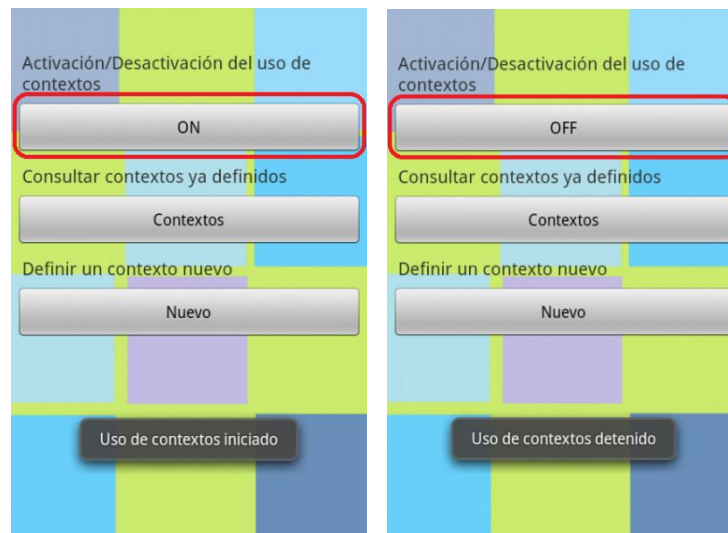 Activación/Desactivación del uso de
contextos
ON
Consultar contextos ya definidos
Contextos
Definir un contexto nuevo
Nuevo
Uso de contextos iniciado
Activación/Desactivación del uso de
contextos
OFF
Consultar contextos ya definidos
Contextos
Definir un contexto nuevo
Nuevo
Uso de contextos detenido